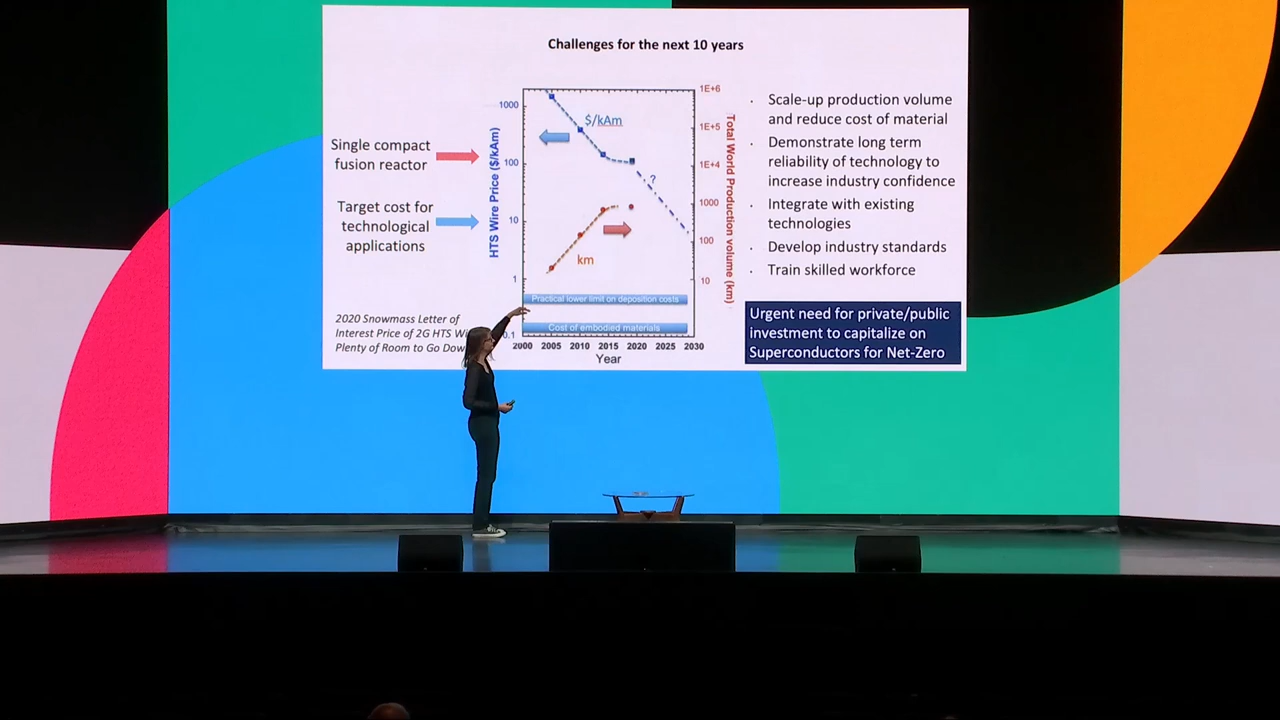 Challenges for the next 10 years
Single compact
fusion reactor
Target cost for
technological
applications
2020 Snowmass Letter of
Interest Price of 2G HTS
Plenty of Room to Go
HTS Wire Price ($/kAm)
1000
100
10
1
0.1
$/kAm
?
km
Practical lower limit on deposition costs
Cost of embodied materials
2000 2005 2010 2015 2020 2025 2030
Year
1E+6
1E+5
1E+4
1000
100
10
Total World Production volume (km)
· Scale-up production volume
and reduce cost of material
· Demonstrate long term
reliability of technology to
increase industry confidence
· Integrate with existing
technologies
· Develop industry standards
· Train skilled workforce
Urgent need for private/public
investment to capitalize on
Superconductors for Net-Zero